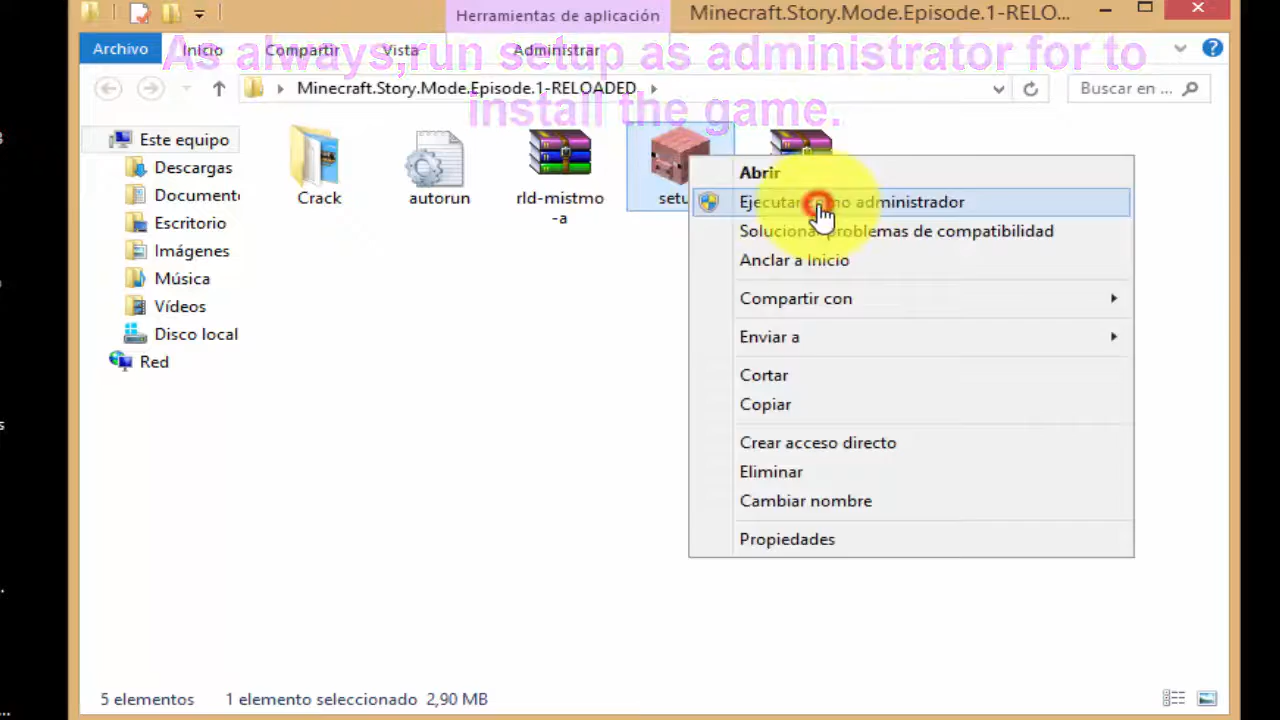 Herramientas de aplicación
Minecraft.Story.Mode.Episode.1-RELO...
Archivo
Inicio
Compartir
Vista
Administrar
As always,run setup as administrator for to
install the game.
Minecraft.Story.Mode.Episode.1-RELOADED
Buscar en ...
Este equipo
Descargas
Document
Escritorio
Imágenes
Música
Vídeos
Disco local
Red
Crack
autorun
rld-mistmo
-a
setu
Abrir
Ejecutar como administrador
Solucionar problemas de compatibilidad
Anclar a Inicio
Compartir con
Enviar a
Cortar
Copiar
Crear acceso directo
Eliminar
Cambiar nombre
Propiedades
5 elementos
1 elemento seleccionado 2,90 MB